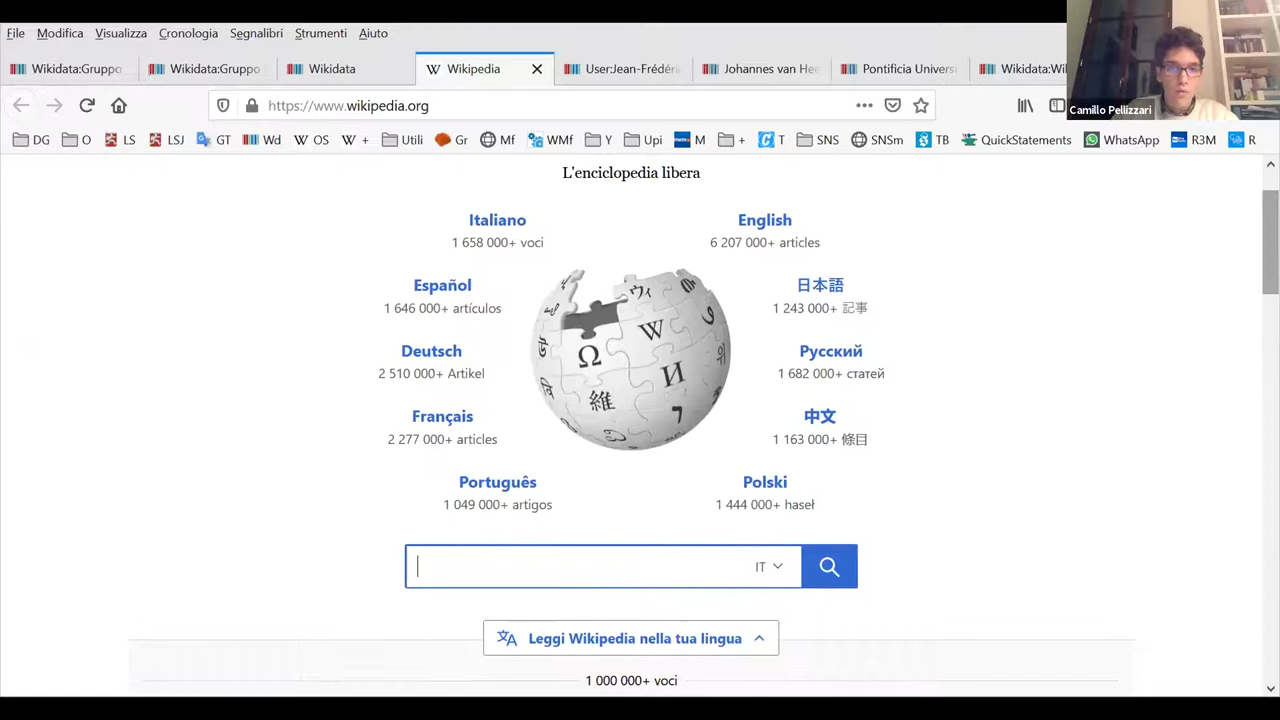 File Modifica Visualizza Cronologia Segnalibri Strumenti Aiuto
Wikidata:Gruppo Wikidata:Gruppo Wikidata Wikipedia User:Jean-Frédéri Johannes van Hee Pontificia Universi Wikidata:Wil
Camillo Pellizzari
https://www.wikipedia.org
DG O LS LSJ GT Wd OS + Utili Gr Mf WMf Y Upi M + T SNS SNSm TB QuickStatements WhatsApp R3M R
L'enciclopedia libera
Italiano English
1 658 000+ voci 6 207 000+ articles
Español 日本語
1 646 000+ artículos 1 243 000+ 記事
Deutsch Русский
2 510 000+ Artikel 1 682 000+ статей
Français 中文
2 277 000+ articles 1 163 000+ 條目
Português Polski
1 049 000+ artigos 1 444 000+ haseł
Ω W И 維 ウィ
IT
Leggi Wikipedia nella tua lingua
1 000 000+ voci